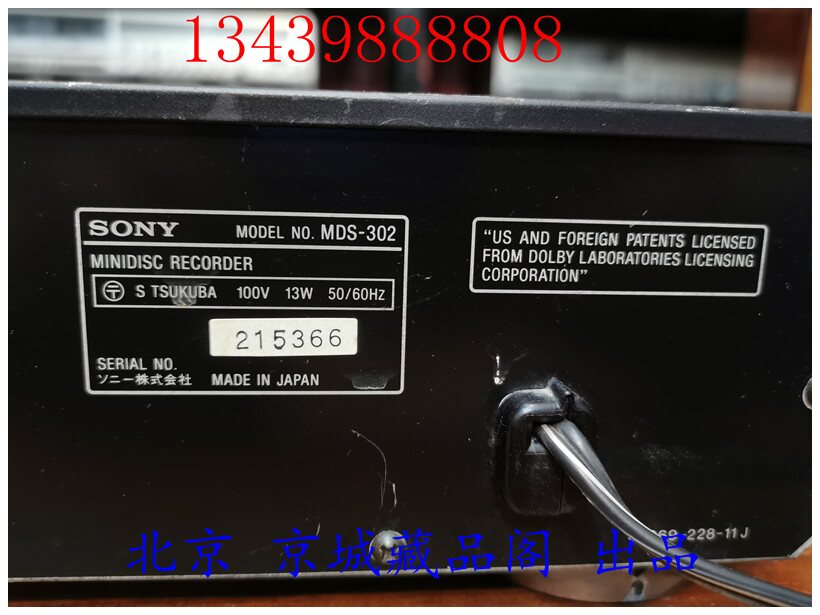 13439888808
SONY MODEL NO. MDS-302
MINIDISC RECORDER
〒 S TSUKUBA 100V 13W 50/60HZ
215366
SERIAL NO.
ソニー株式会社 MADE IN JAPAN
"US AND FOREIGN PATENTS LICENSED
FROM DOLBY LABORATORIES LICENSING
CORPORATION"
-228-11J
北京 京城藏品阁 出品